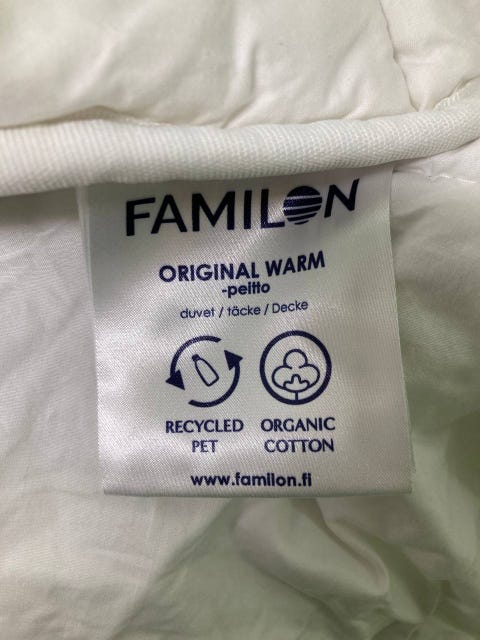 FAMILON
ORIGINAL WARM
-peitto
duvet / täcke / Decke
RECYCLED PET
ORGANIC COTTON
www.familon.fi